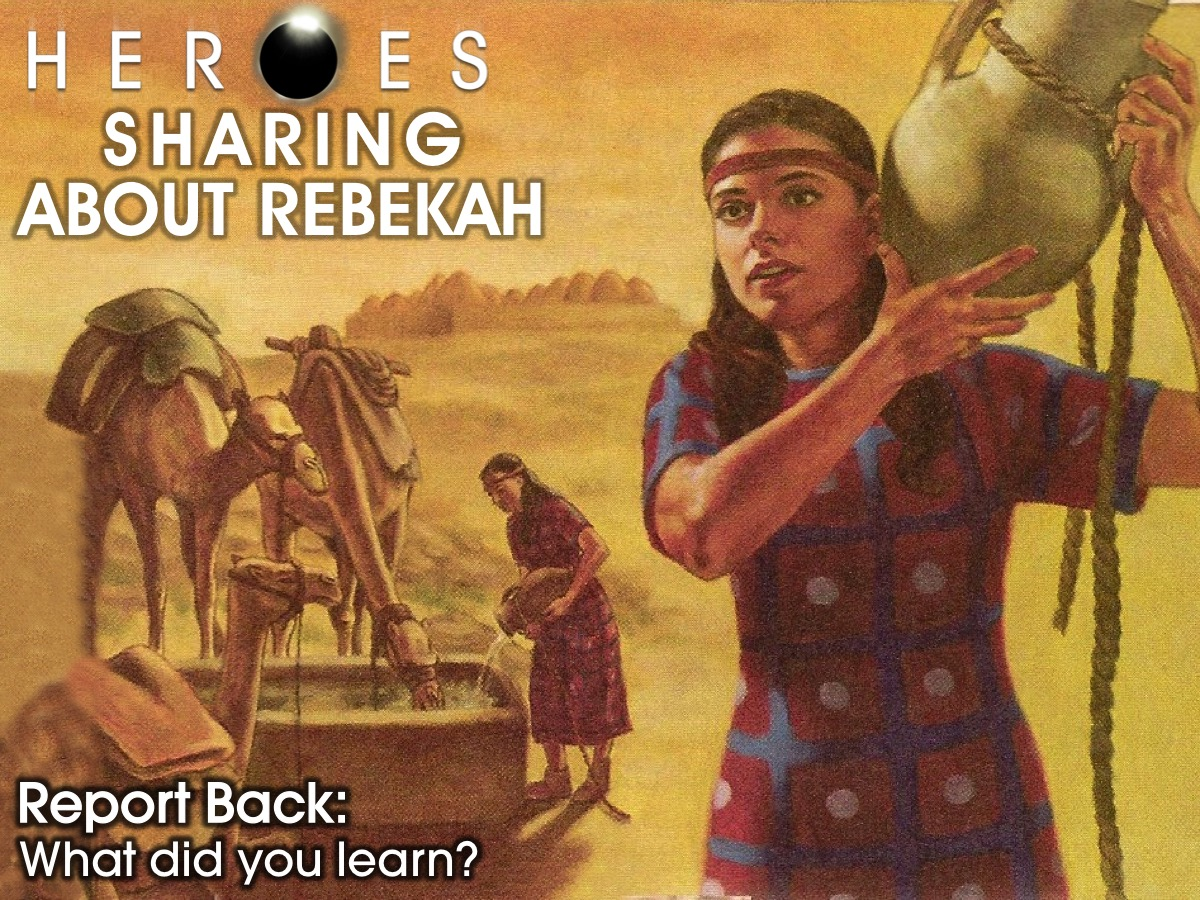 HEROES
SHARING
ABOUT REBEKAH
Report Back:
What did you learn?